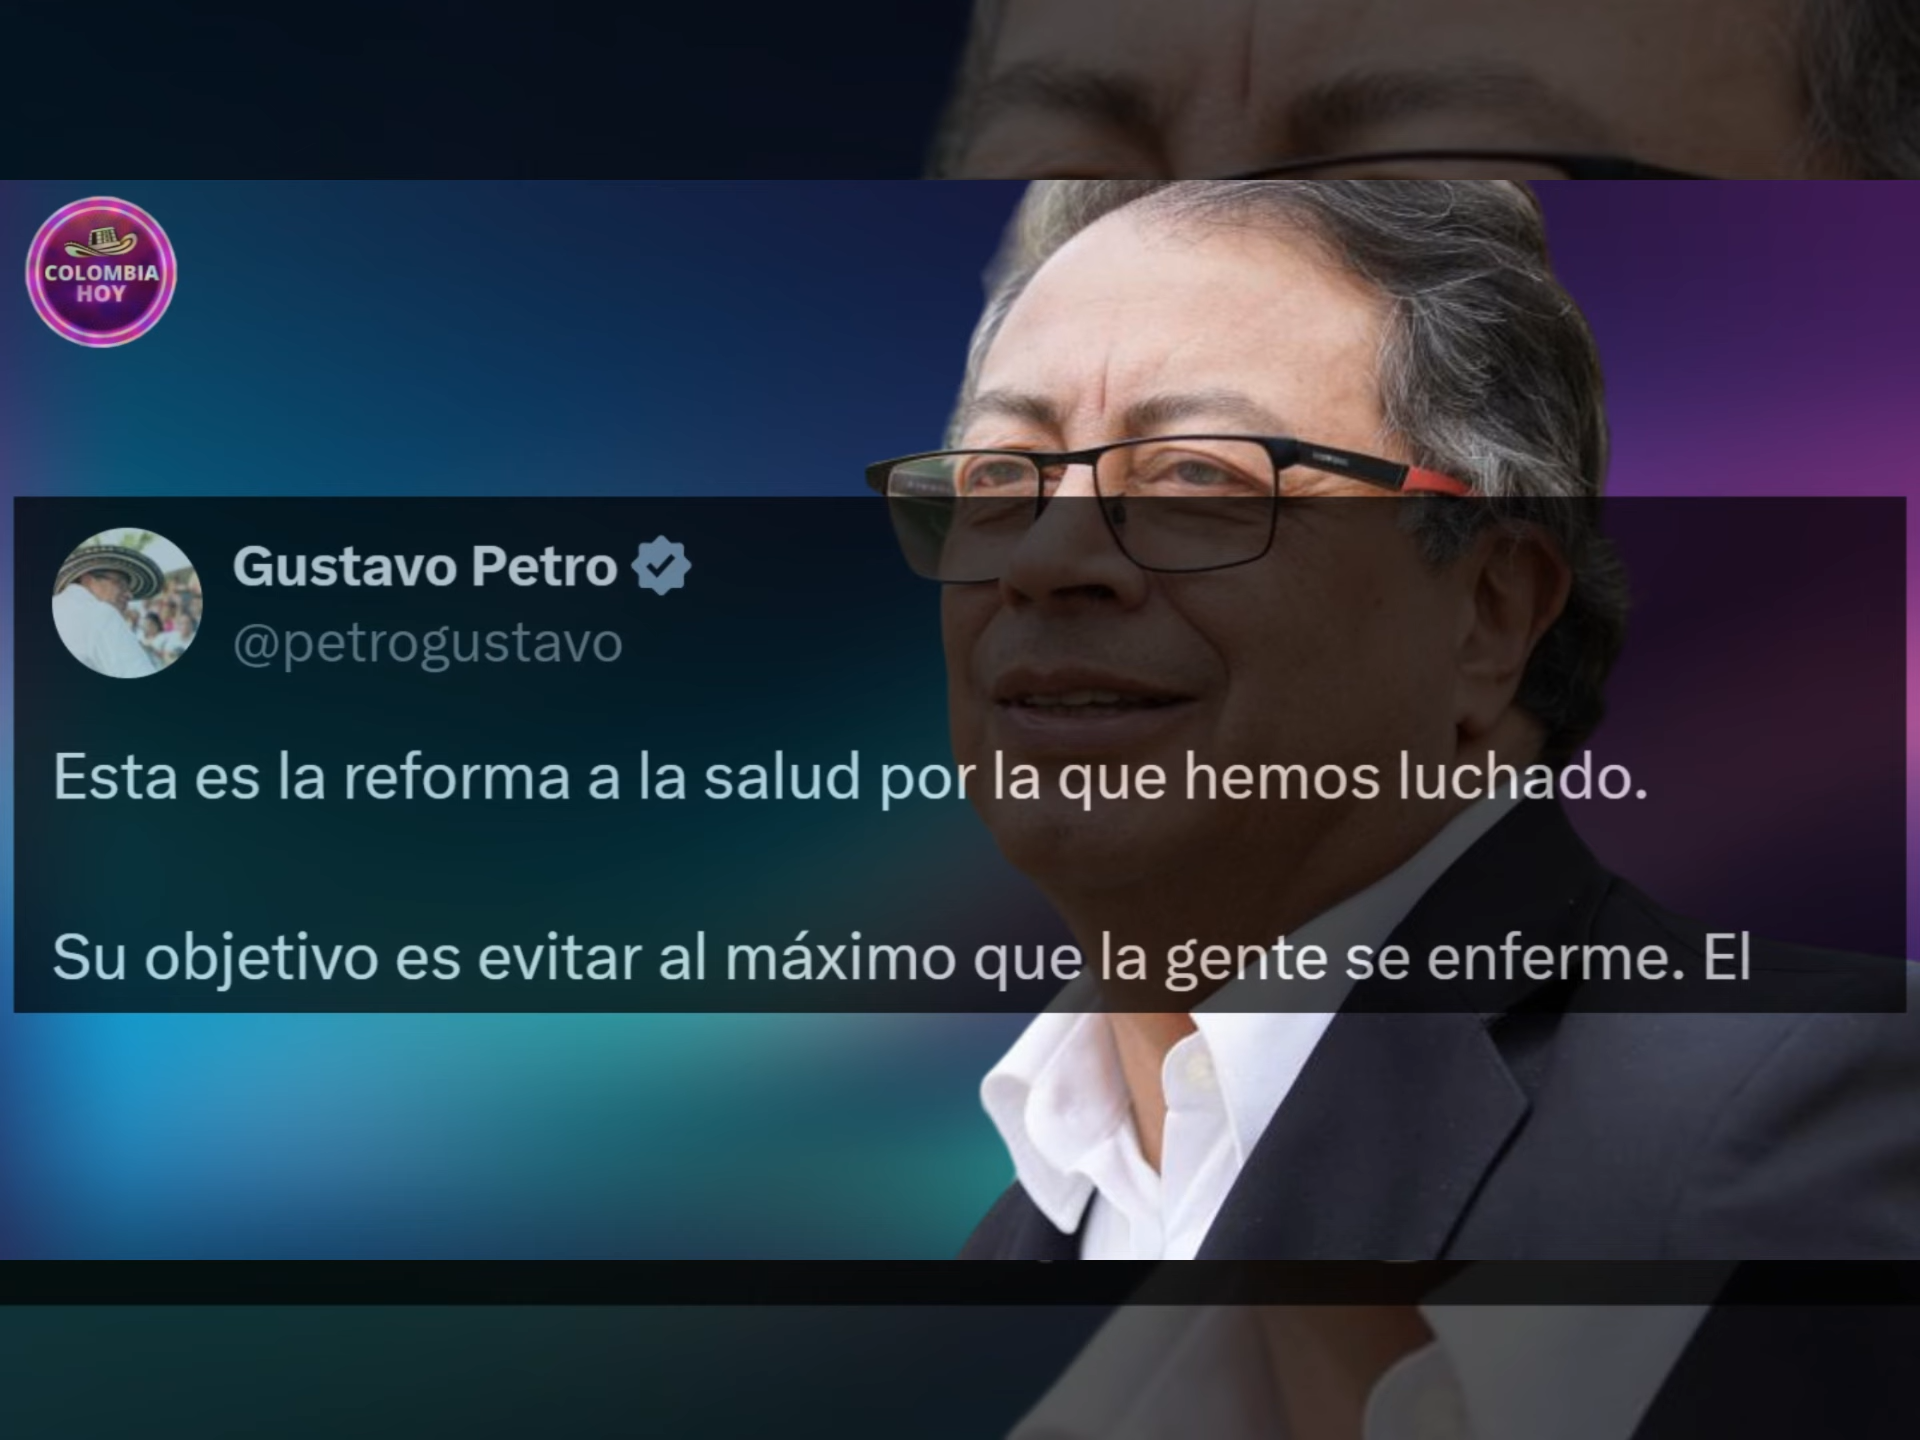 COLOMBIA
HOY
Gustavo Petro
@petrogustavo
Esta es la reforma a la salud por la que hemos luchado.
Su objetivo es evitar al máximo que la gente se enferme. El